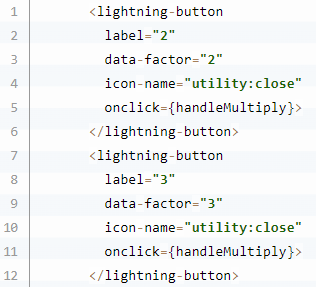 1 <lightning-button
2 label="2"
3 data-factor="2"
4 icon-name="utility:close"
5 onclick={handleMultiply}>
6 </lightning-button>
7 <lightning-button
8 label="3"
9 data-factor="3"
10 icon-name="utility:close"
11 onclick={handleMultiply}>
12 </lightning-button>